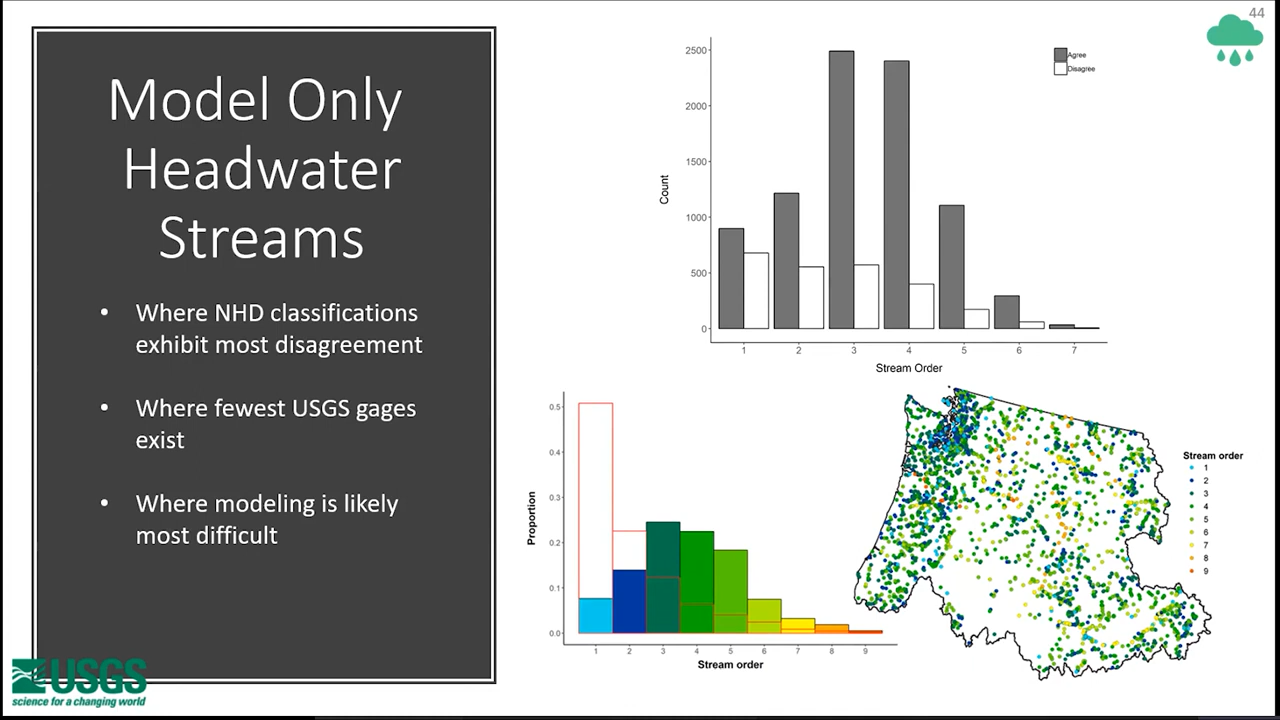 44
Model Only
Headwater
Streams
• Where NHD classifications
exhibit most disagreement
• Where fewest USGS gages
exist
• Where modeling is likely
most difficult
USGS
science for a changing world
Agree
Disagree
2500
2000
1500
1000
500
0
Count
1 2 3 4 5 6 7
Stream Order
0.5
0.4
0.3
0.2
0.1
0.0
Proportion
1 2 3 4 5 6 7 8 9
Stream order
Stream order
1
2
3
4
5
6
7
8
9